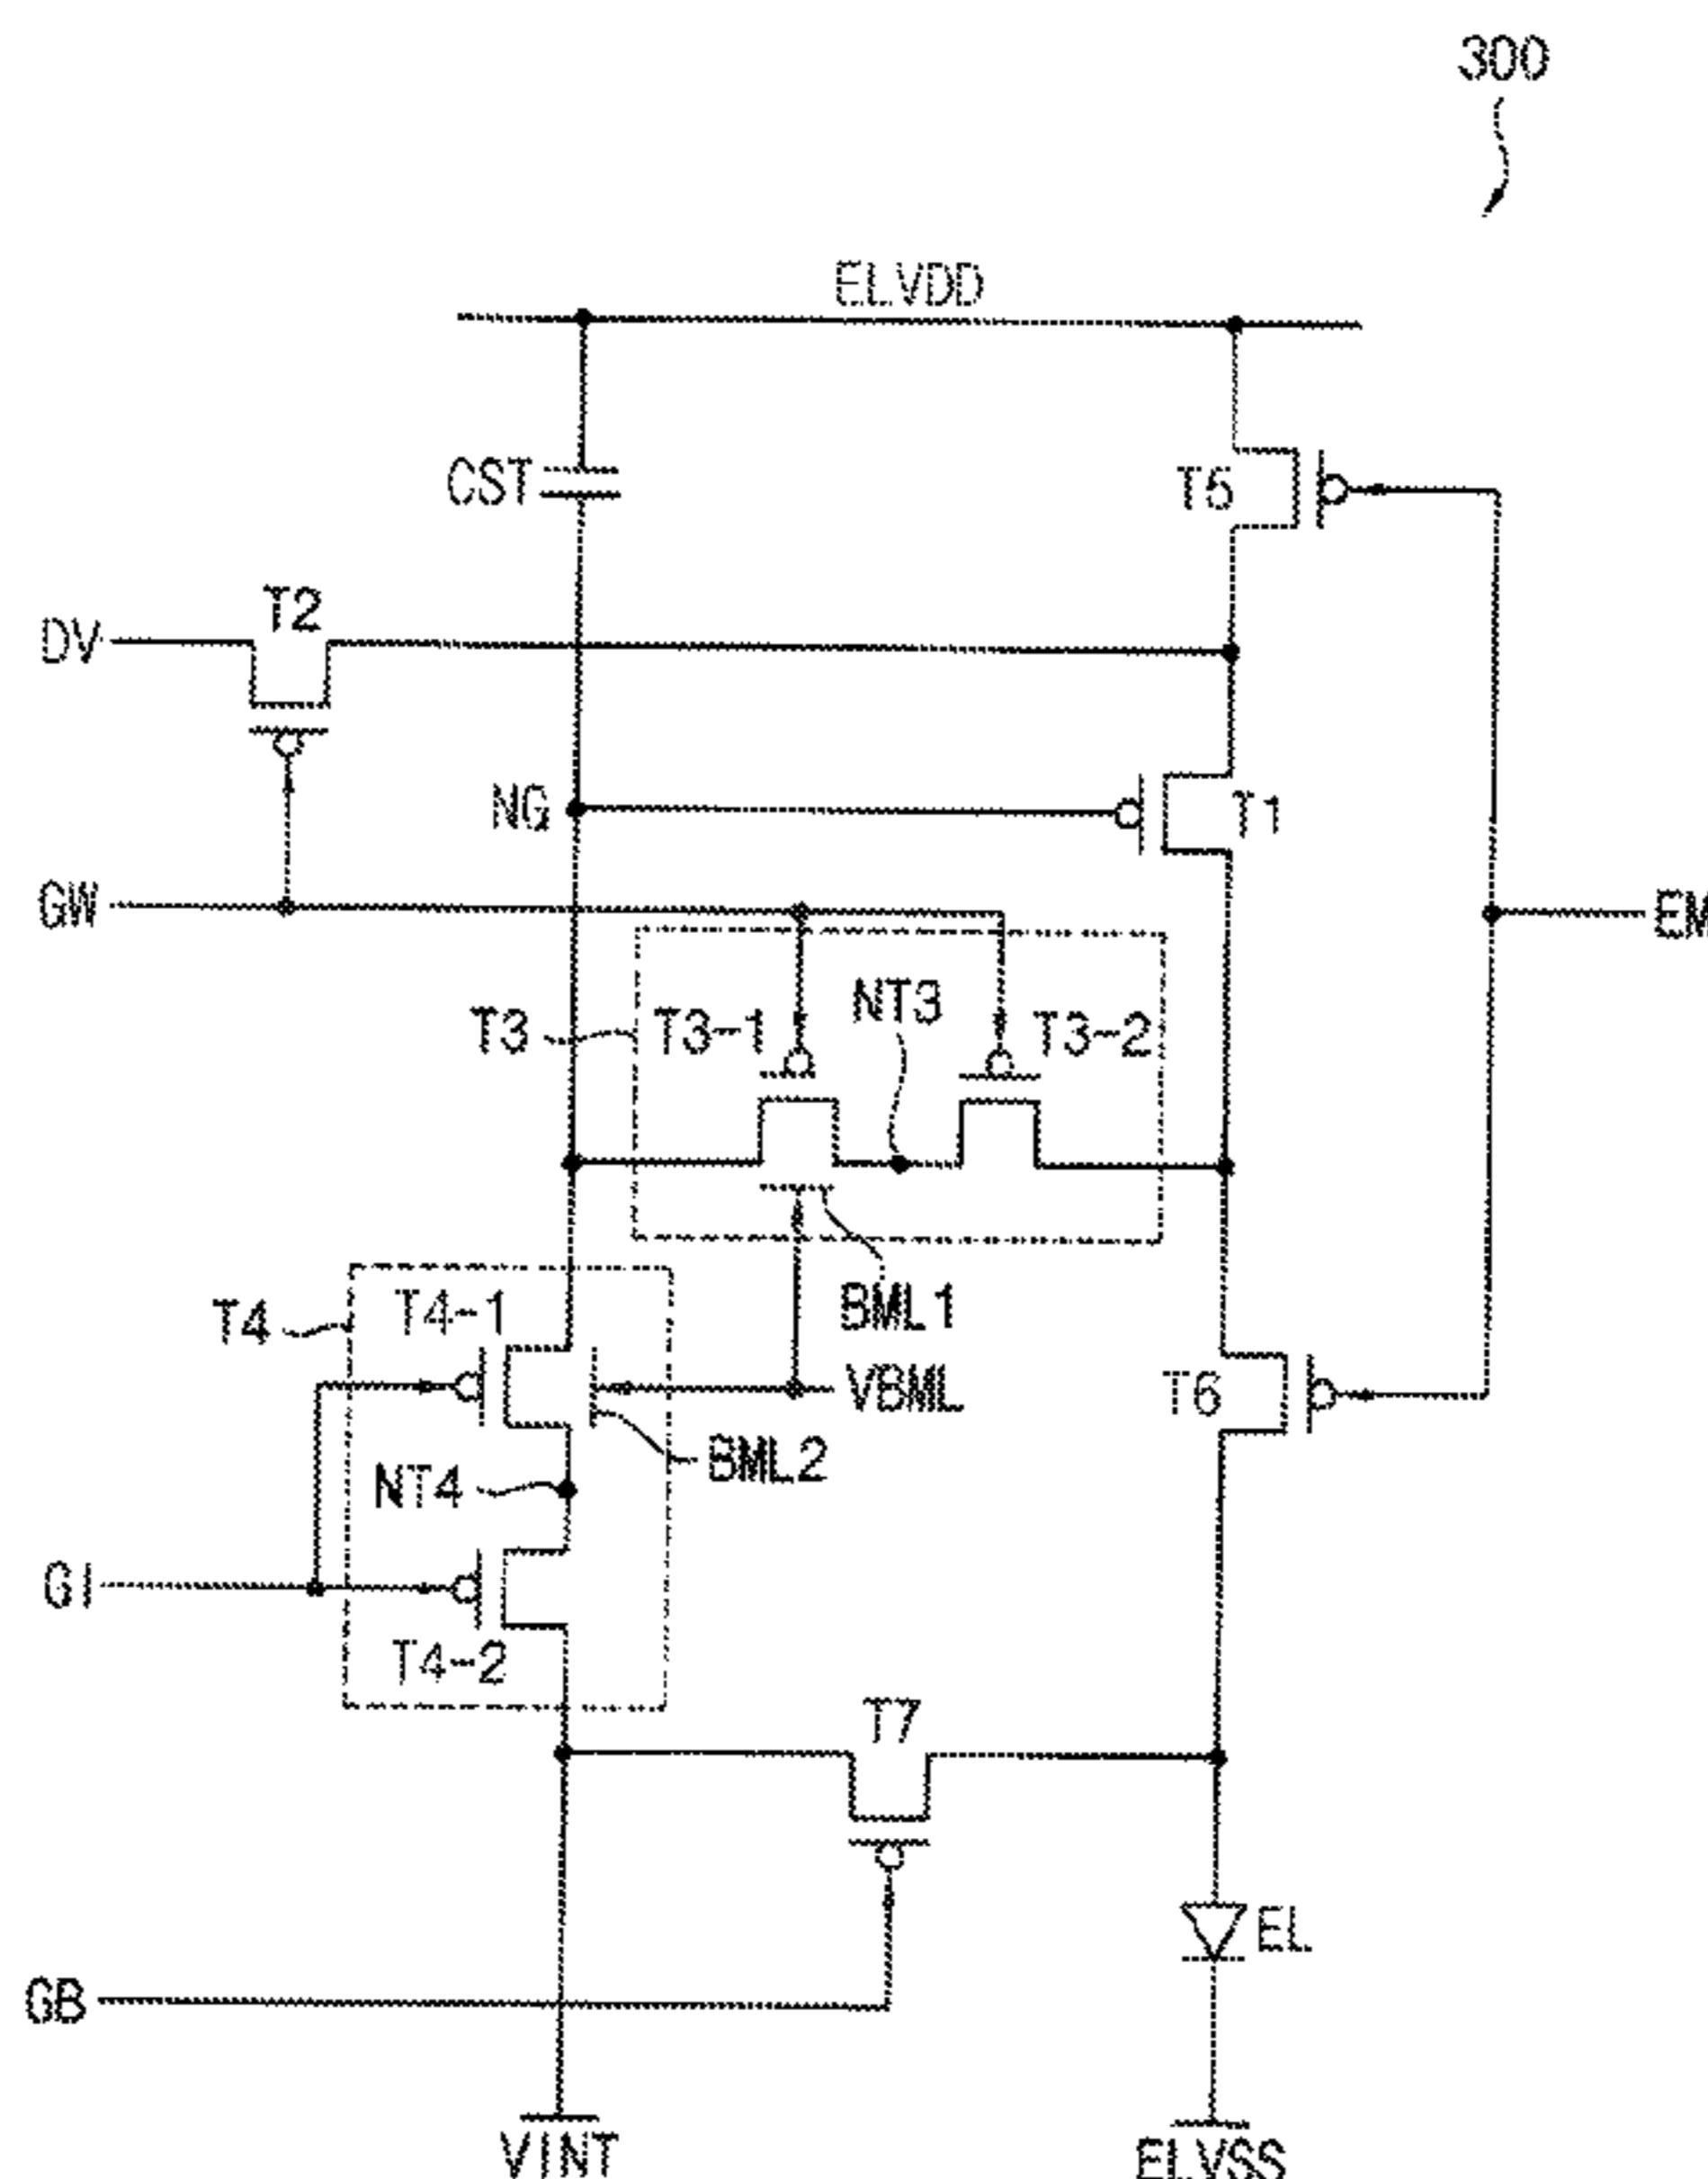 300
ELVDD
CST
T5
T2
DV
NG
T1
GW
EM
NT3
T3
T3-1
T3-2
BML1
T4
T4-1
VBML
T6
BML2
NT4
GI
T4-2
T7
EL
GB
VINT
ELVSS